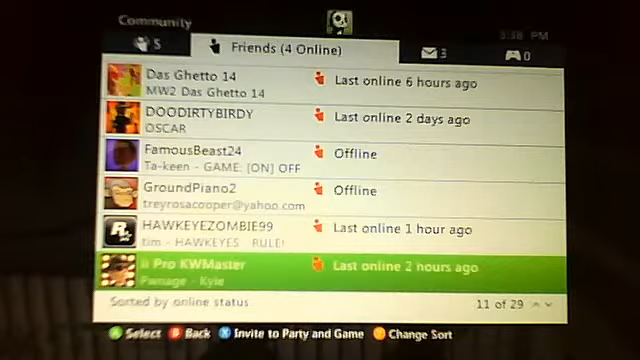 Community
3:38 PM
5
Friends (4 Online)
3
0
Das Ghetto 14
Last online 6 hours ago
MW2 Das Ghetto 14
DOODIRTYBIRDY
Last online 2 days ago
OSCAR
FamousBeast24
Offline
Ta-keen - GAME: [ON] OFF
GroundPiano2
Offline
treyrosacooper@yahoo.com
HAWKEYEZOMBIE99
Last online 1 hour ago
tim - HAWKEYES RULE!
ii Pro KWMaster
Last online 2 hours ago
Pwnage - Kyle
Sorted by online status
11 of 29
A Select B Back X Invite to Party and Game Y Change Sort